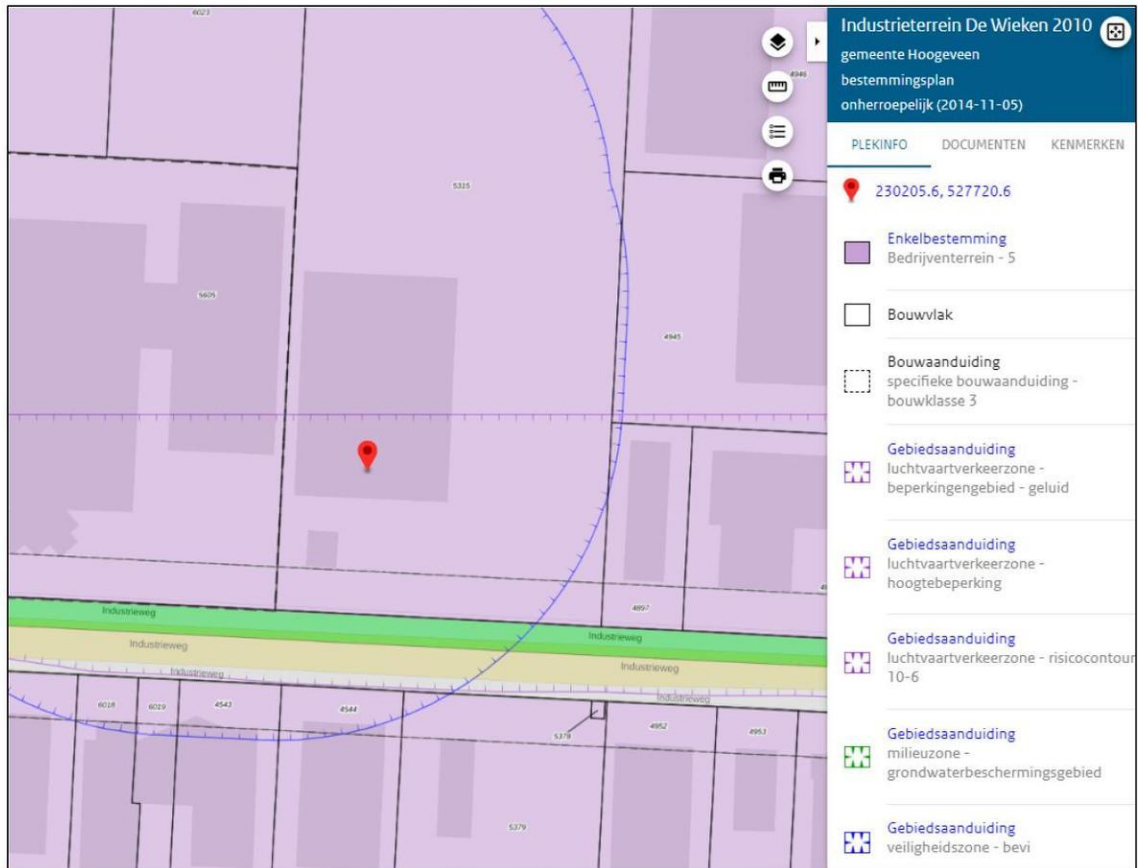 6023
4946
5325
5605
4945
4897
Industrieweg
Industrieweg
Industrieweg
Industrieweg
Industrieweg
Industrieweg
6018
6019
4543
4544
5378
4952
4953
5379
Industrieterrein De Wieken 2010
gemeente Hoogeveen
bestemmingsplan
onherroepelijk (2014-11-05)
PLEKINFO DOCUMENTEN KENMERKEN
230205.6, 527720.6
Enkelbestemming
Bedrijventerrein - 5
Bouwvlak
Bouwaanduiding
specifieke bouwaanduiding -
bouwklasse 3
Gebiedsaanduiding
luchtvaartverkeerzone -
beperkingengebied - geluid
Gebiedsaanduiding
luchtvaartverkeerzone -
hoogtebeperking
Gebiedsaanduiding
luchtvaartverkeerzone - risicocontour
10-6
Gebiedsaanduiding
milieuzone -
grondwaterbeschermingsgebied
Gebiedsaanduiding
veiligheidszone - bevi